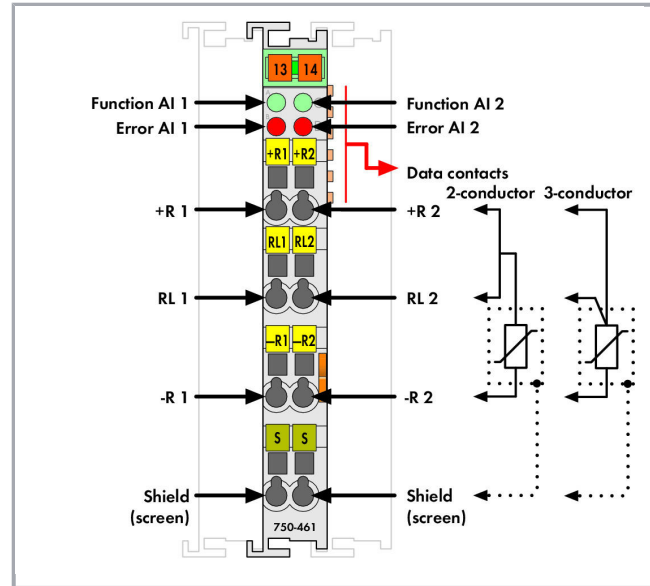 13 14
Function AI 1
Function AI 2
Error AI 1
Error AI 2
+R1 +R2
Data contacts
2-conductor 3-conductor
+R 1
+R 2
RL1 RL2
RL 1
RL 2
–R1 –R2
-R 1
-R 2
S S
Shield
(screen)
Shield
(screen)
750-461